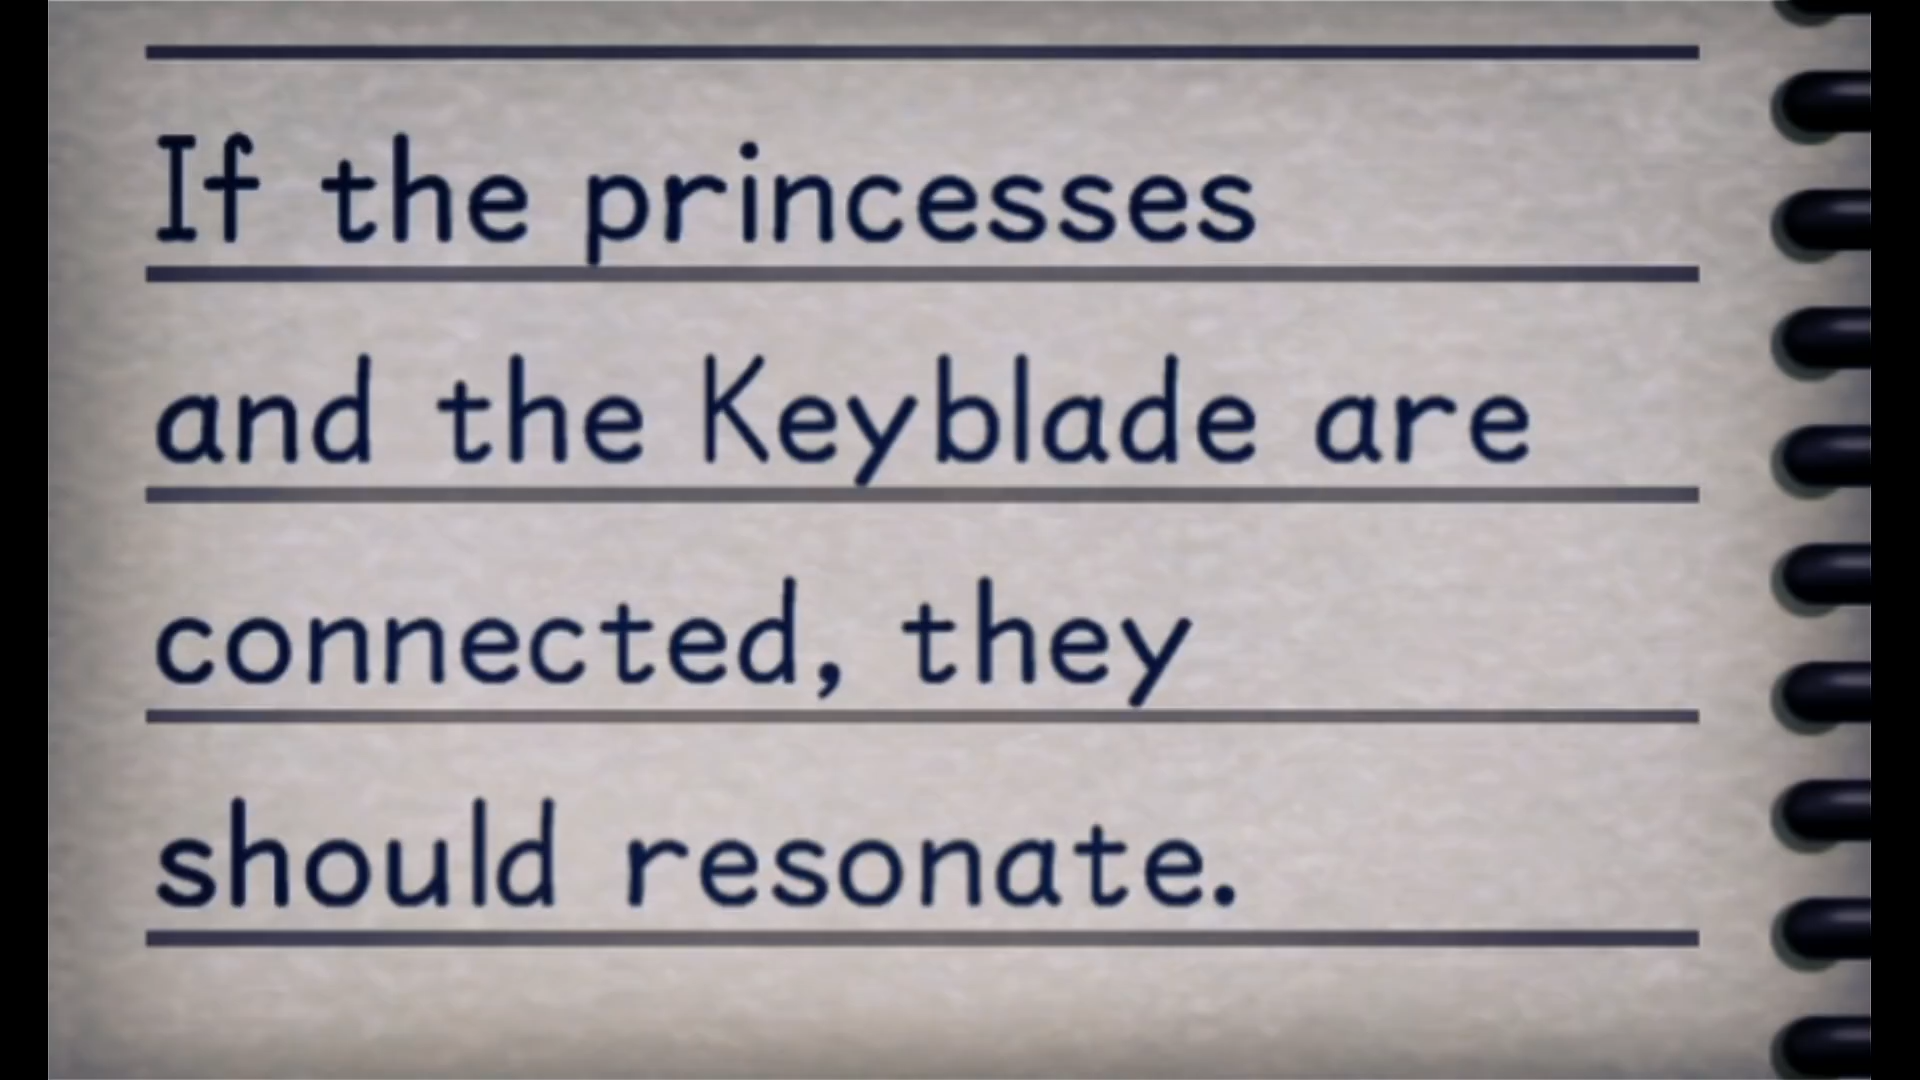 If the princesses
and the Keyblade are
connected, they
should resonate.